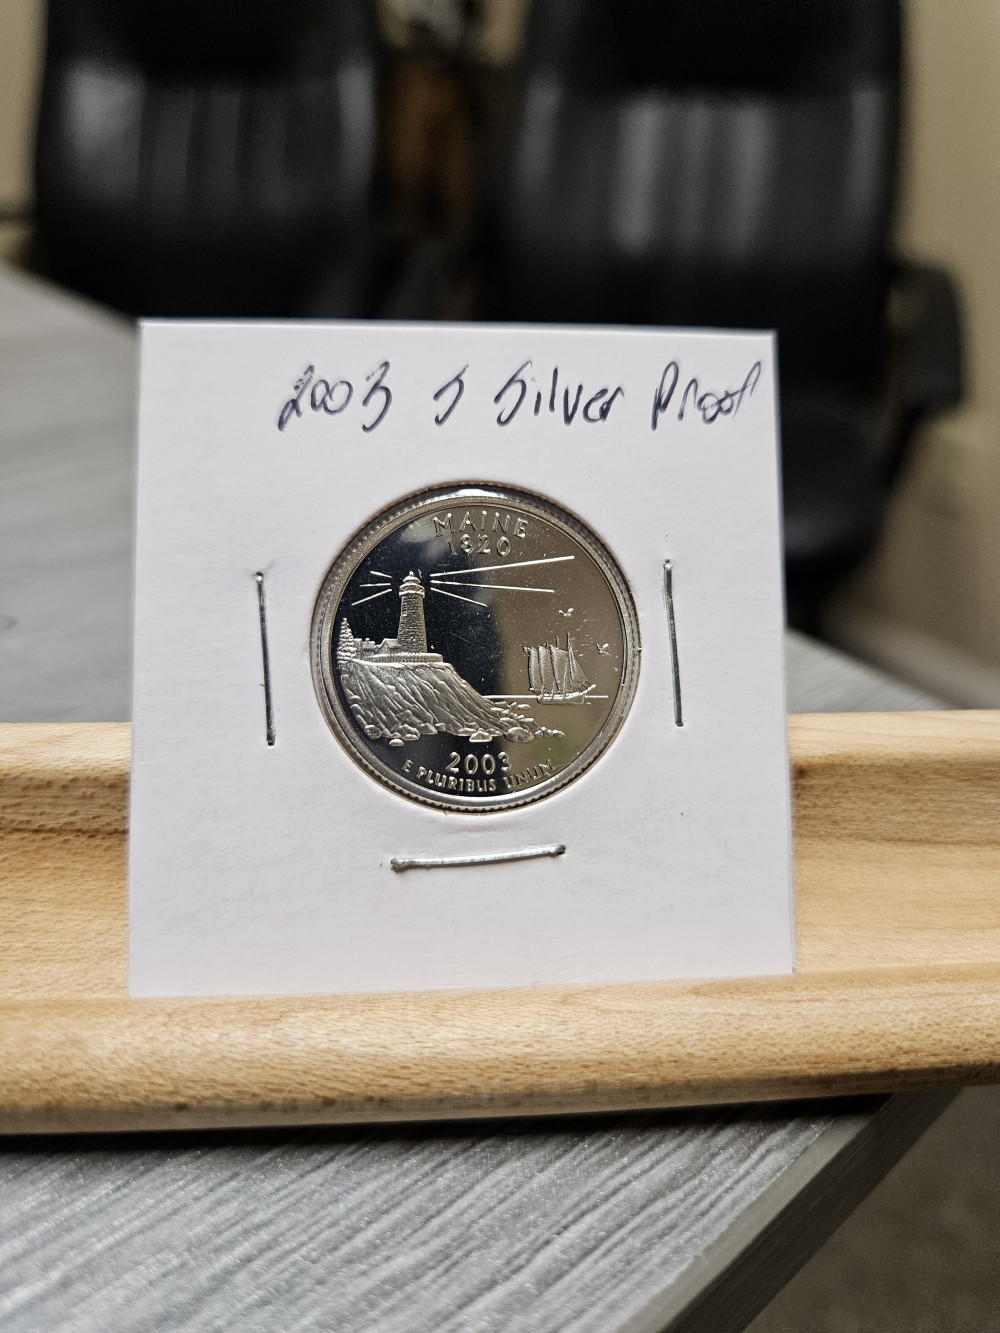 2003 S Silver Proof
MAINE
1820
2003
E PLURIBUS UNUM